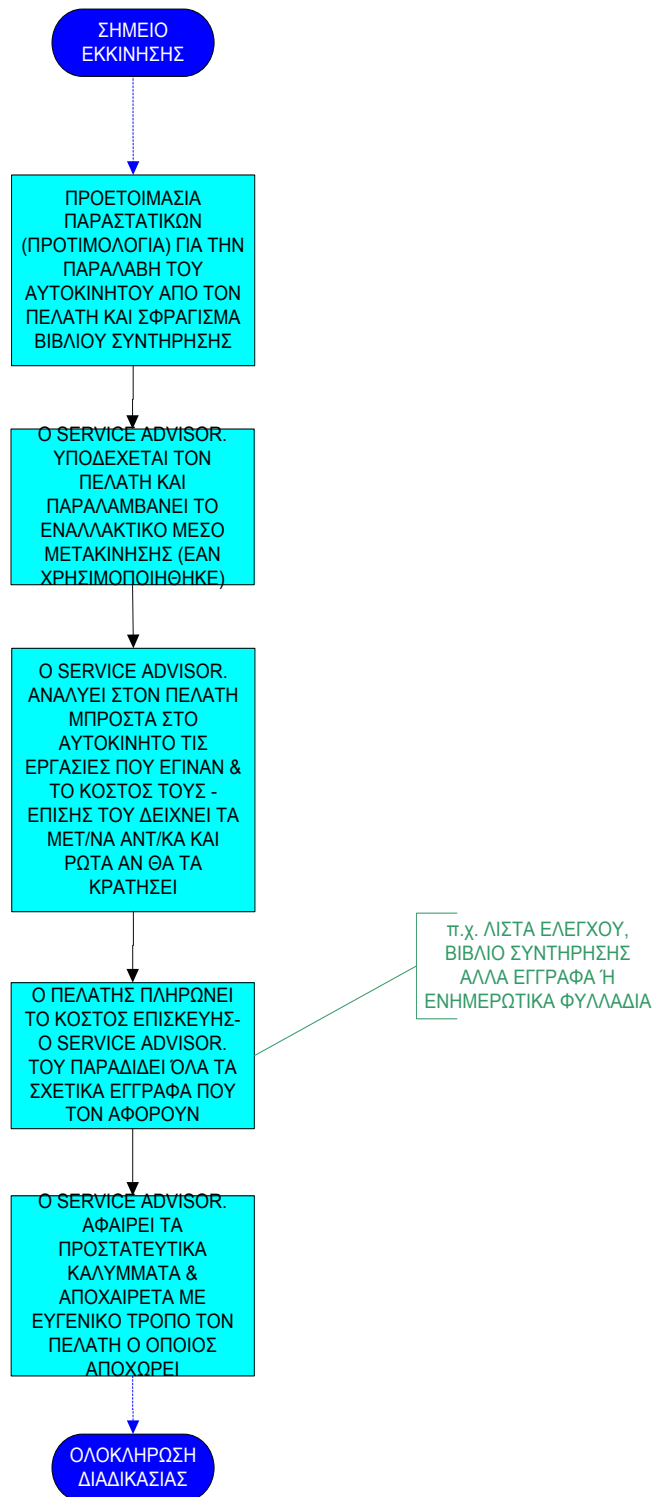 ΣΗΜΕΙΟ
ΕΚΚΙΝΗΣΗΣ
ΠΡΟΕΤΟΙΜΑΣΙΑ
ΠΑΡΑΣΤΑΤΙΚΩΝ
(ΠΡΟΤΙΜΟΛΟΓΙΑ) ΓΙΑ ΤΗΝ
ΠΑΡΑΛΑΒΗ ΤΟΥ
ΑΥΤΟΚΙΝΗΤΟΥ ΑΠΟ ΤΟΝ
ΠΕΛΑΤΗ ΚΑΙ ΣΦΡΑΓΙΣΜΑ
ΒΙΒΛΙΟΥ ΣΥΝΤΗΡΗΣΗΣ
Ο SERVICE ADVISOR.
ΥΠΟΔΕΧΕΤΑΙ ΤΟΝ
ΠΕΛΑΤΗ ΚΑΙ
ΠΑΡΑΛΑΜΒΑΝΕΙ ΤΟ
ΕΝΑΛΛΑΚΤΙΚΟ ΜΕΣΟ
ΜΕΤΑΚΙΝΗΣΗΣ (ΕΑΝ
ΧΡΗΣΙΜΟΠΟΙΗΘΗΚΕ)
Ο SERVICE ADVISOR.
ΑΝΑΛΥΕΙ ΣΤΟΝ ΠΕΛΑΤΗ
ΜΠΡΟΣΤΑ ΣΤΟ
ΑΥΤΟΚΙΝΗΤΟ ΤΙΣ
ΕΡΓΑΣΙΕΣ ΠΟΥ ΕΓΙΝΑΝ &
ΤΟ ΚΟΣΤΟΣ ΤΟΥΣ -
ΕΠΙΣΗΣ ΤΟΥ ΔΕΙΧΝΕΙ ΤΑ
ΜΕΤ/ΝΑ ΑΝΤ/ΚΑ ΚΑΙ
ΡΩΤΑ ΑΝ ΘΑ ΤΑ
ΚΡΑΤΗΣΕΙ
π.χ. ΛΙΣΤΑ ΕΛΕΓΧΟΥ,
ΒΙΒΛΙΟ ΣΥΝΤΗΡΗΣΗΣ
ΑΛΛΑ ΕΓΓΡΑΦΑ Ή
ΕΝΗΜΕΡΩΤΙΚΑ ΦΥΛΛΑΔΙΑ
Ο ΠΕΛΑΤΗΣ ΠΛΗΡΩΝΕΙ
ΤΟ ΚΟΣΤΟΣ ΕΠΙΣΚΕΥΗΣ-
Ο SERVICE ADVISOR.
ΤΟΥ ΠΑΡΑΔΙΔΕΙ ΌΛΑ ΤΑ
ΣΧΕΤΙΚΑ ΕΓΓΡΑΦΑ ΠΟΥ
ΤΟΝ ΑΦΟΡΟΥΝ
Ο SERVICE ADVISOR.
ΑΦΑΙΡΕΙ ΤΑ
ΠΡΟΣΤΑΤΕΥΤΙΚΑ
ΚΑΛΥΜΜΑΤΑ &
ΑΠΟΧΑΙΡΕΤΑ ΜΕ
ΕΥΓΕΝΙΚΟ ΤΡΟΠΟ ΤΟΝ
ΠΕΛΑΤΗ Ο ΟΠΟΙΟΣ
ΑΠΟΧΩΡΕΙ
ΟΛΟΚΛΗΡΩΣΗ
ΔΙΑΔΙΚΑΣΙΑΣ